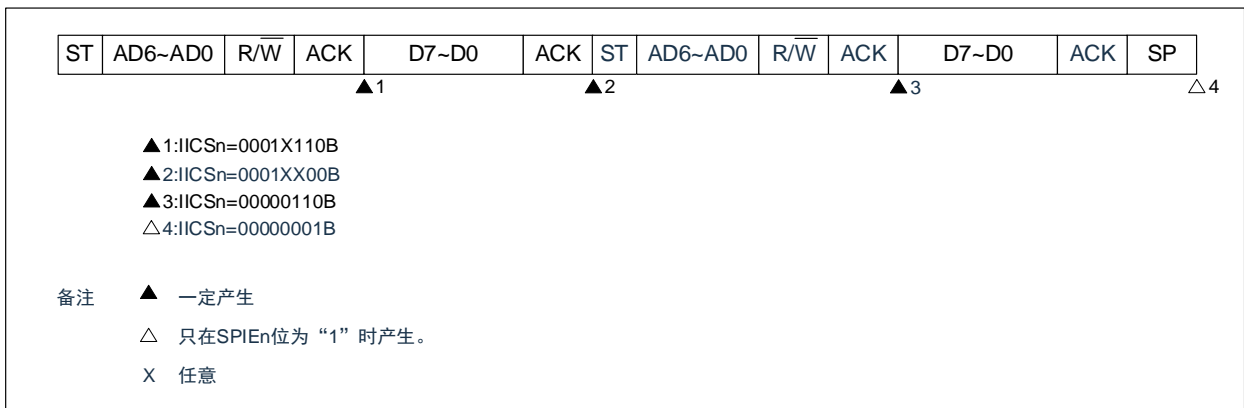 ST AD6~AD0 R/W̅ ACK D7~D0 ACK ST AD6~AD0 R/W̅ ACK D7~D0 ACK SP
▲1 ▲2 ▲3 △4
▲1:IICSn=0001X110B
▲2:IICSn=0001XX00B
▲3:IICSn=00000110B
△4:IICSn=00000001B
备注 ▲ 一定产生
△ 只在SPIEn位为“1”时产生。
X 任意